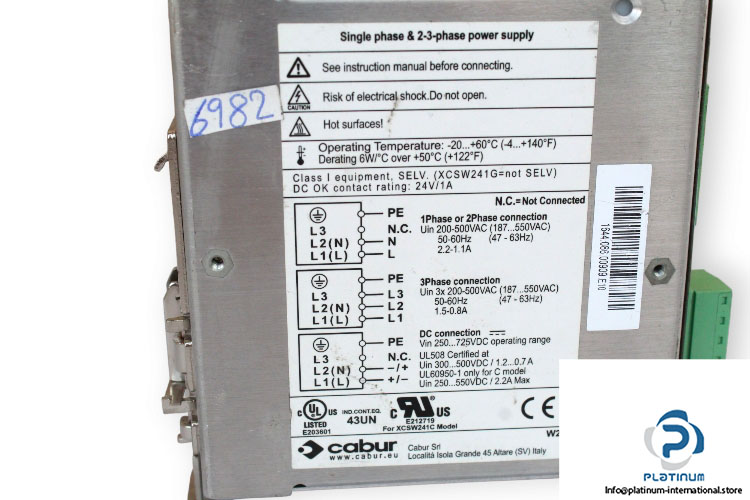 Single phase & 2-3-phase power supply
See instruction manual before connecting.
CAUTION
Risk of electrical shock.Do not open.
Hot surfaces!
6982
Operating Temperature: -20...+60°C (-4...+140°F)
Derating 6W/°C over +50°C (+122°F)
Class I equipment, SELV. (XCSW241G=not SELV)
DC OK contact rating: 24V/1A
N.C.=Not Connected
PE
L3 N.C.
L2(N) N
L1(L) L
1Phase or 2Phase connection
Uin 200-500VAC (187...550VAC)
50-60Hz (47 - 63Hz)
2.2-1.1A
PE
L3 L3
L2(N) L2
L1(L) L1
3Phase connection
Uin 3x 200-500VAC (187...550VAC)
50-60Hz (47 - 63Hz)
1.5-0.8A
PE
L3 N.C.
L2(N) –/+
L1(L) +/–
DC connection
Vin 250...725VDC operating range
UL508 Certified at
Uin 300...500VDC / 1.2...0.7A
UL60950-1 only for C model
Uin 250...550VDC / 2.2A Max
C UL US
LISTED
E203601
IND.CONT.EQ.
43UN
C RU US
E212719
For XCSW241C Model
CE
cabur
www.cabur.eu
Cabur Srl
Località Isola Grande 45 Altare (SV) Italy
PLATINUM
INTERNATIONAL
Info@platinum-international.store